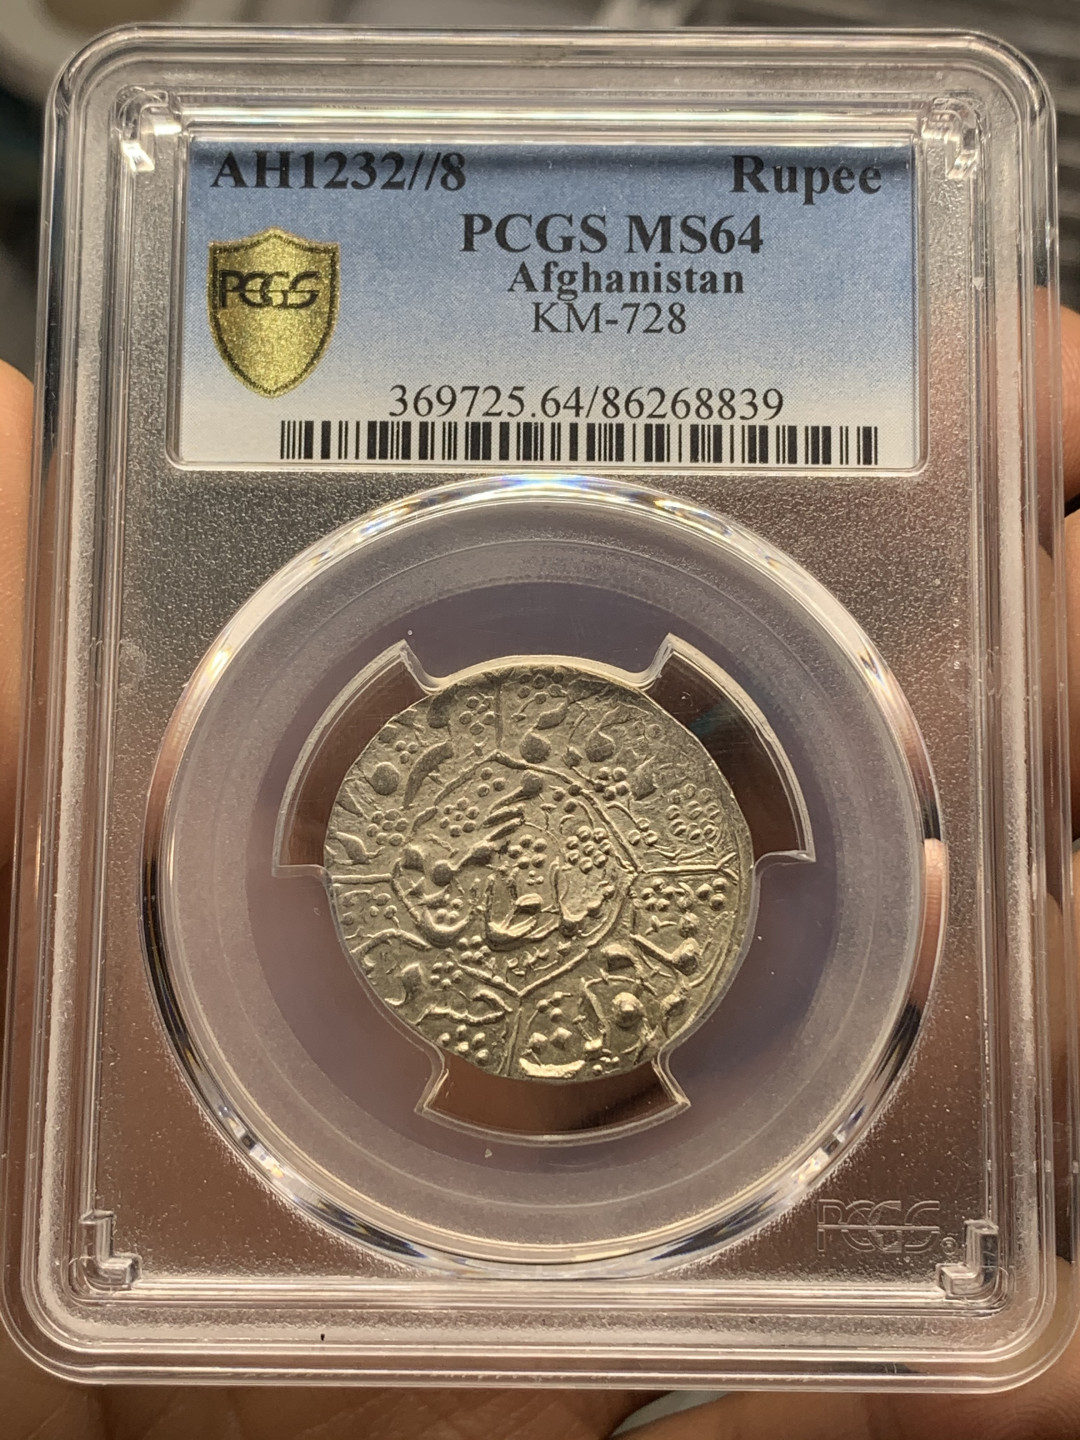 AH1232//8 Rupee
PCGS MS64
Afghanistan
PCGS
KM-728
369725.64/86268839
PCGS